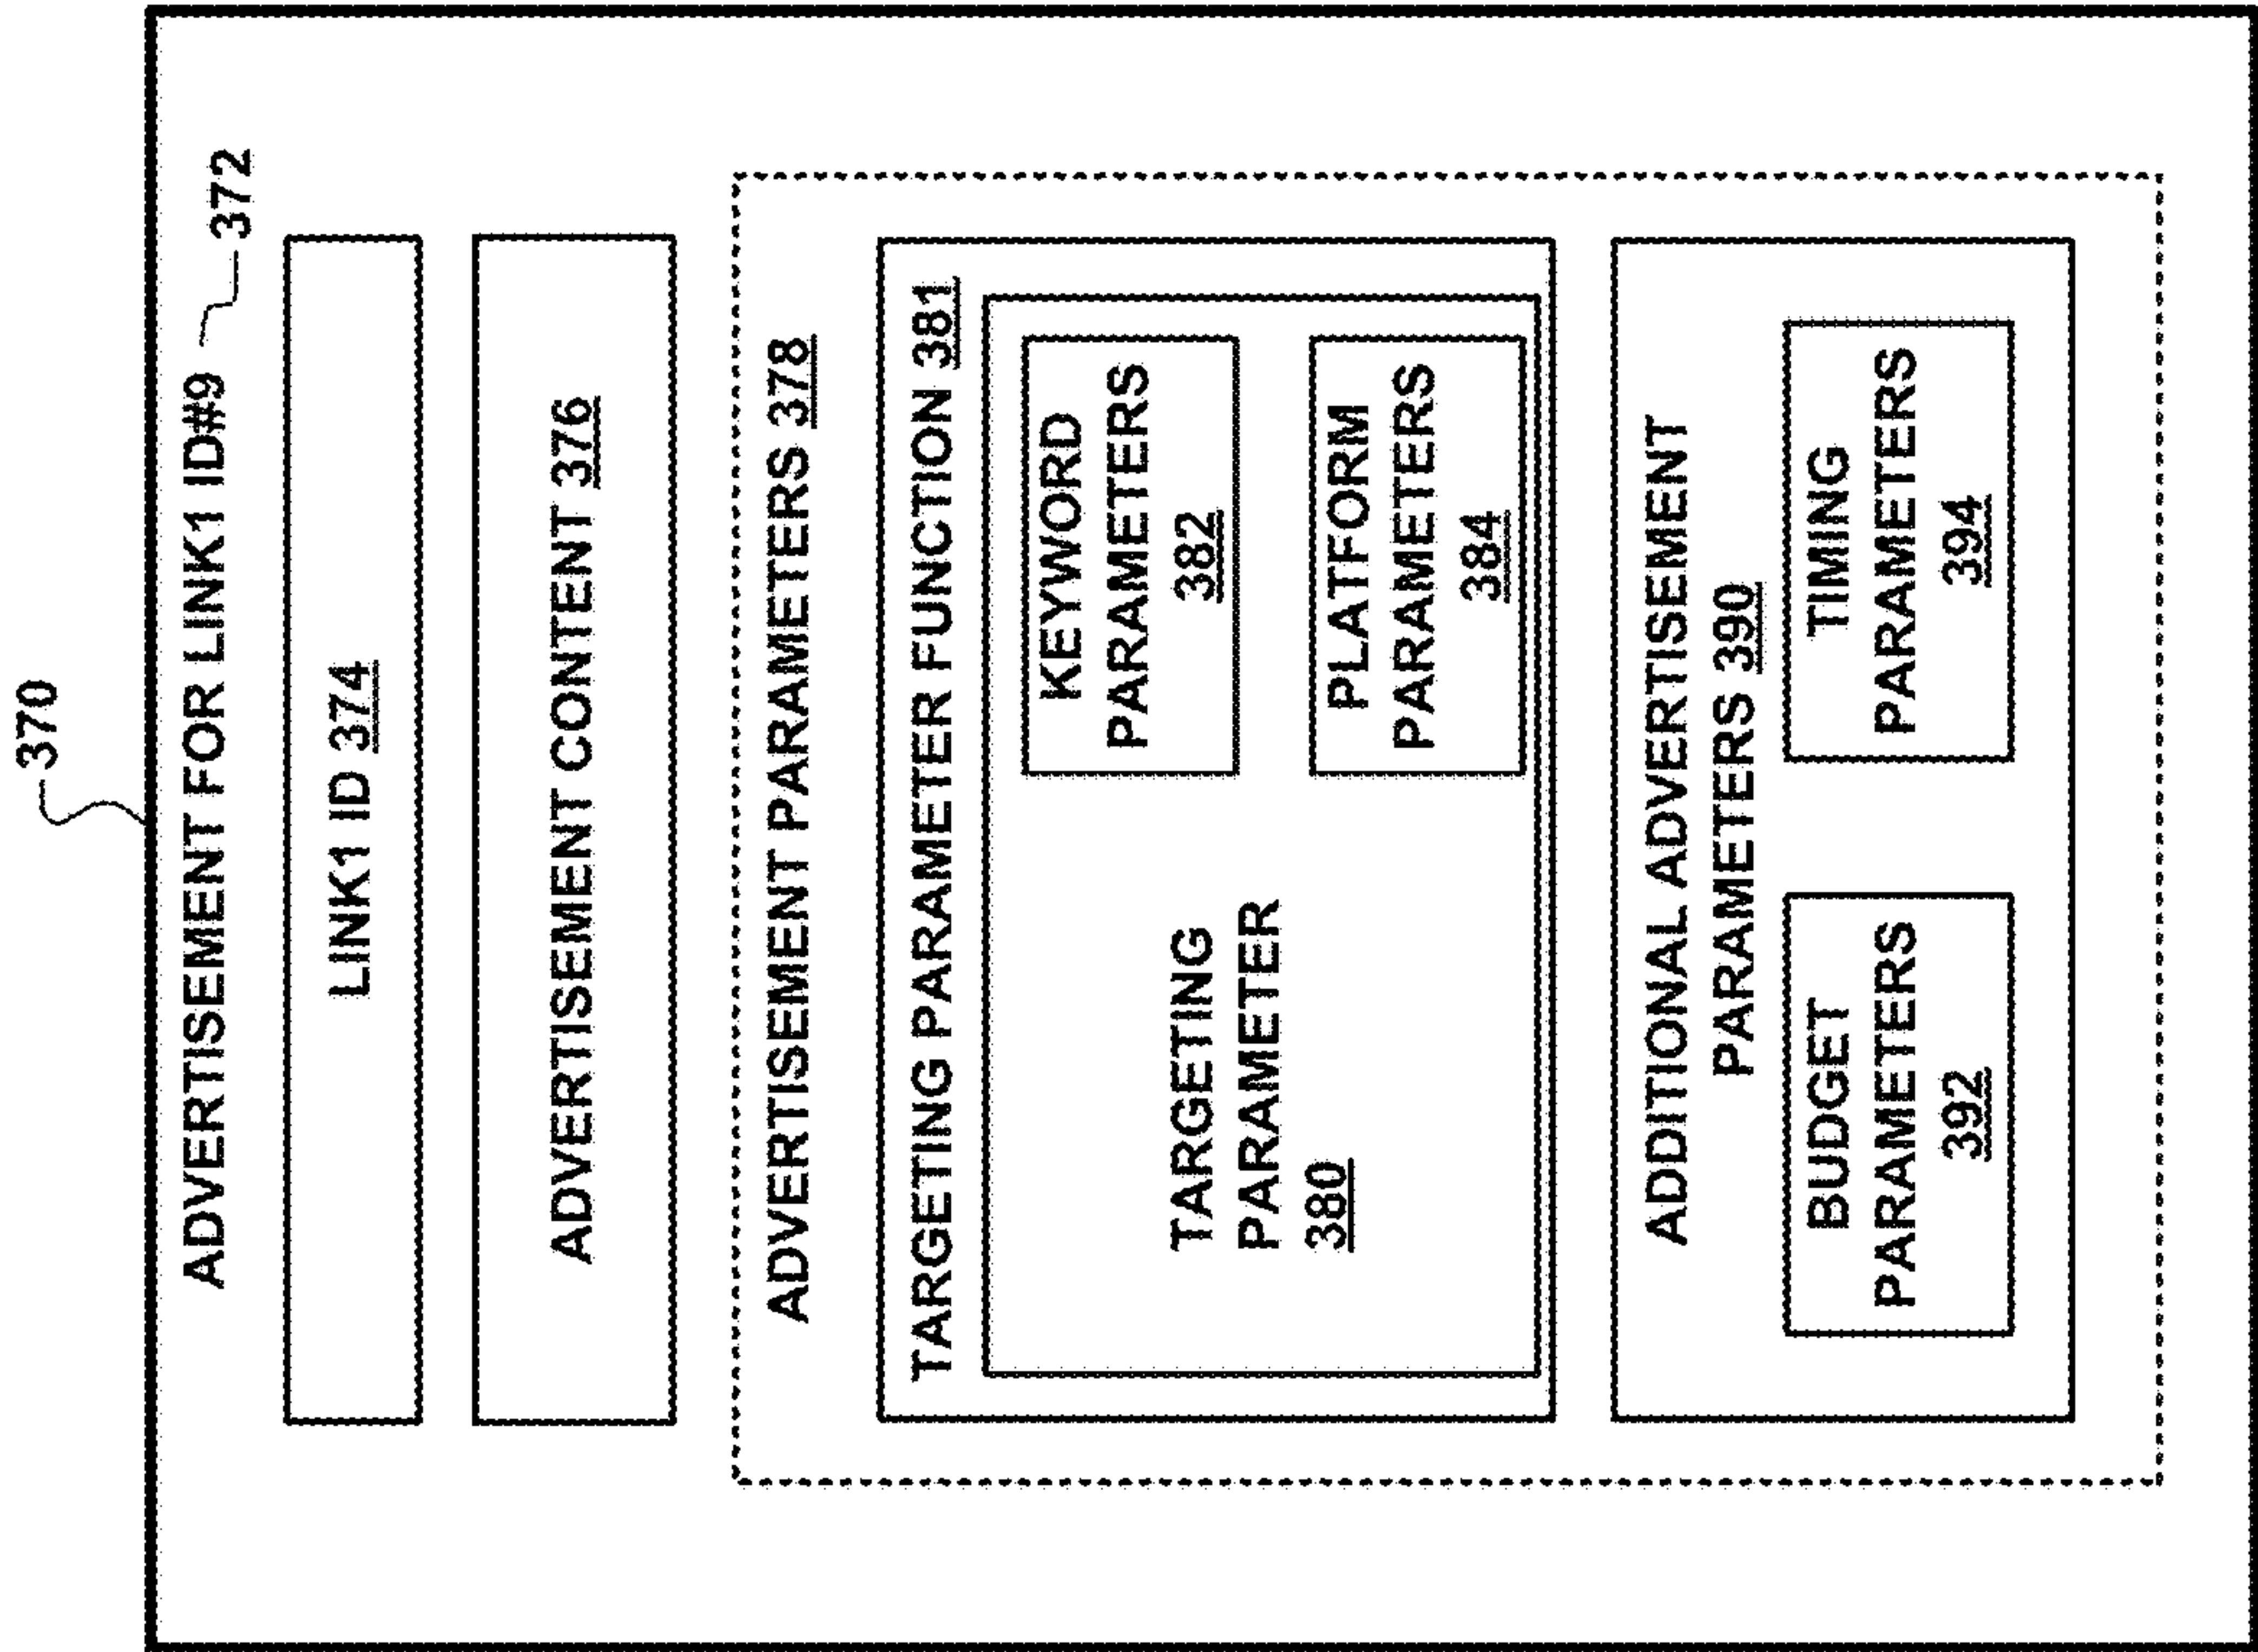 370
ADVERTISEMENT FOR LINK1 ID#9 372
LINK1 ID 374
ADVERTISEMENT CONTENT 376
ADVERTISEMENT PARAMETERS 378
TARGETING PARAMETER FUNCTION 381
TARGETING
PARAMETER
380
KEYWORD
PARAMETERS
382
PLATFORM
PARAMETERS
384
ADDITIONAL ADVERTISEMENT
PARAMETERS 390
BUDGET
PARAMETERS
392
TIMING
PARAMETERS
394